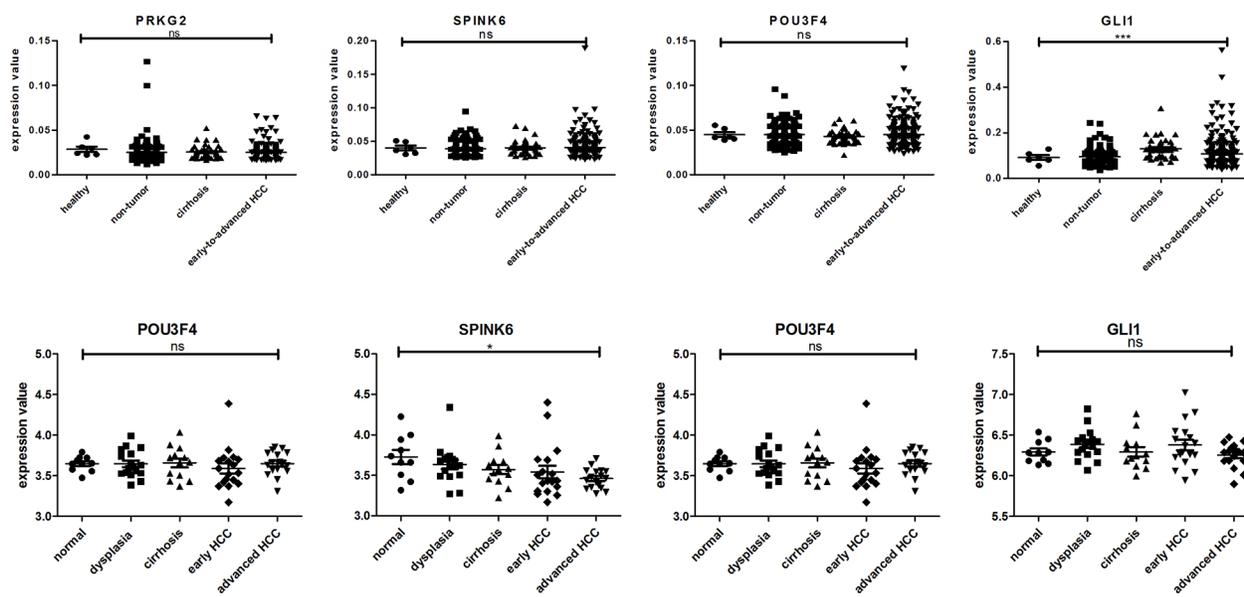 PRKG2
ns
expression value
0.15
0.10
0.05
0.00
healthy
non-tumor
cirrhosis
early-to-advanced HCC
SPINK6
ns
expression value
0.20
0.15
0.10
0.05
0.00
healthy
non-tumor
cirrhosis
early-to-advanced HCC
POU3F4
ns
expression value
0.15
0.10
0.05
0.00
healthy
non-tumor
cirrhosis
early-to-advanced HCC
GLI1
***
expression value
0.6
0.4
0.2
0.0
healthy
non-tumor
cirrhosis
early-to-advanced HCC
POU3F4
ns
expression value
5.0
4.5
4.0
3.5
3.0
normal
dysplasia
cirrhosis
early HCC
advanced HCC
SPINK6
*
expression value
5.0
4.5
4.0
3.5
3.0
normal
dysplasia
cirrhosis
early HCC
advanced HCC
POU3F4
ns
expression value
5.0
4.5
4.0
3.5
3.0
normal
dysplasia
cirrhosis
early HCC
advanced HCC
GLI1
ns
expression value
7.5
7.0
6.5
6.0
5.5
normal
dysplasia
cirrhosis
early HCC
advanced HCC